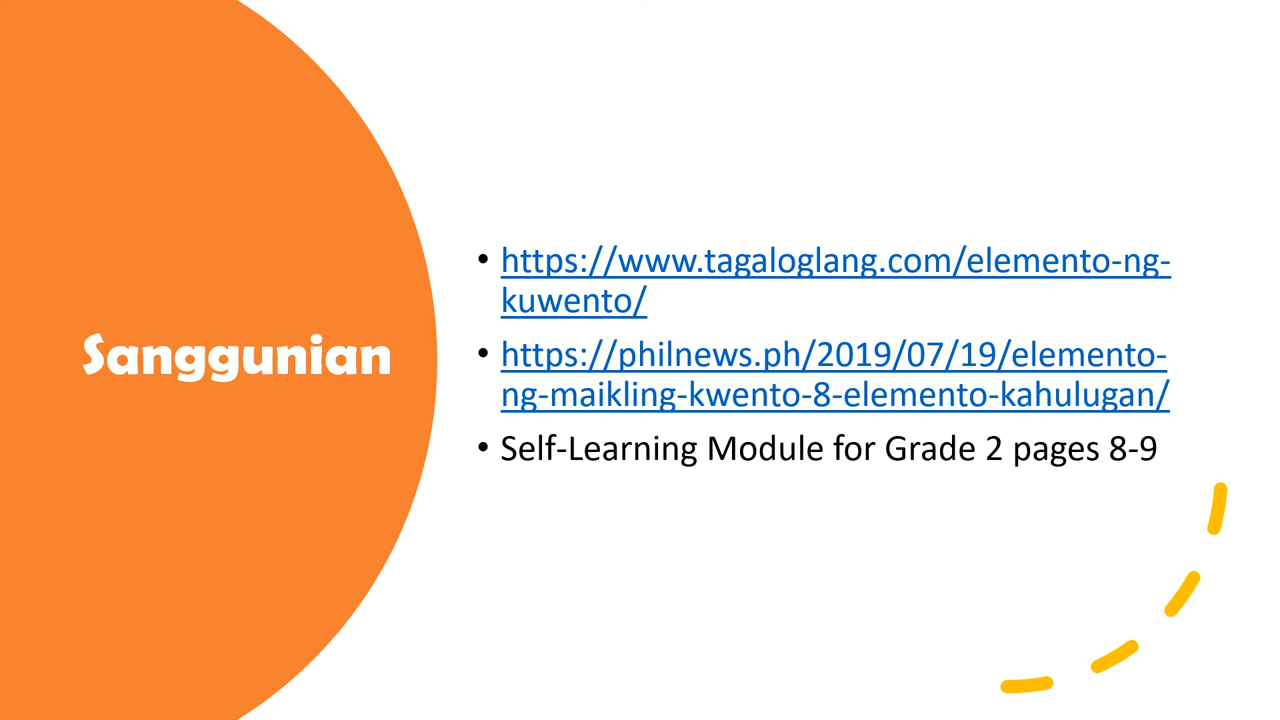 Sanggunian
• https://www.tagaloglang.com/elemento-ng-
kuwento/
• https://philnews.ph/2019/07/19/elemento-
ng-maikling-kwento-8-elemento-kahulugan/
• Self-Learning Module for Grade 2 pages 8-9